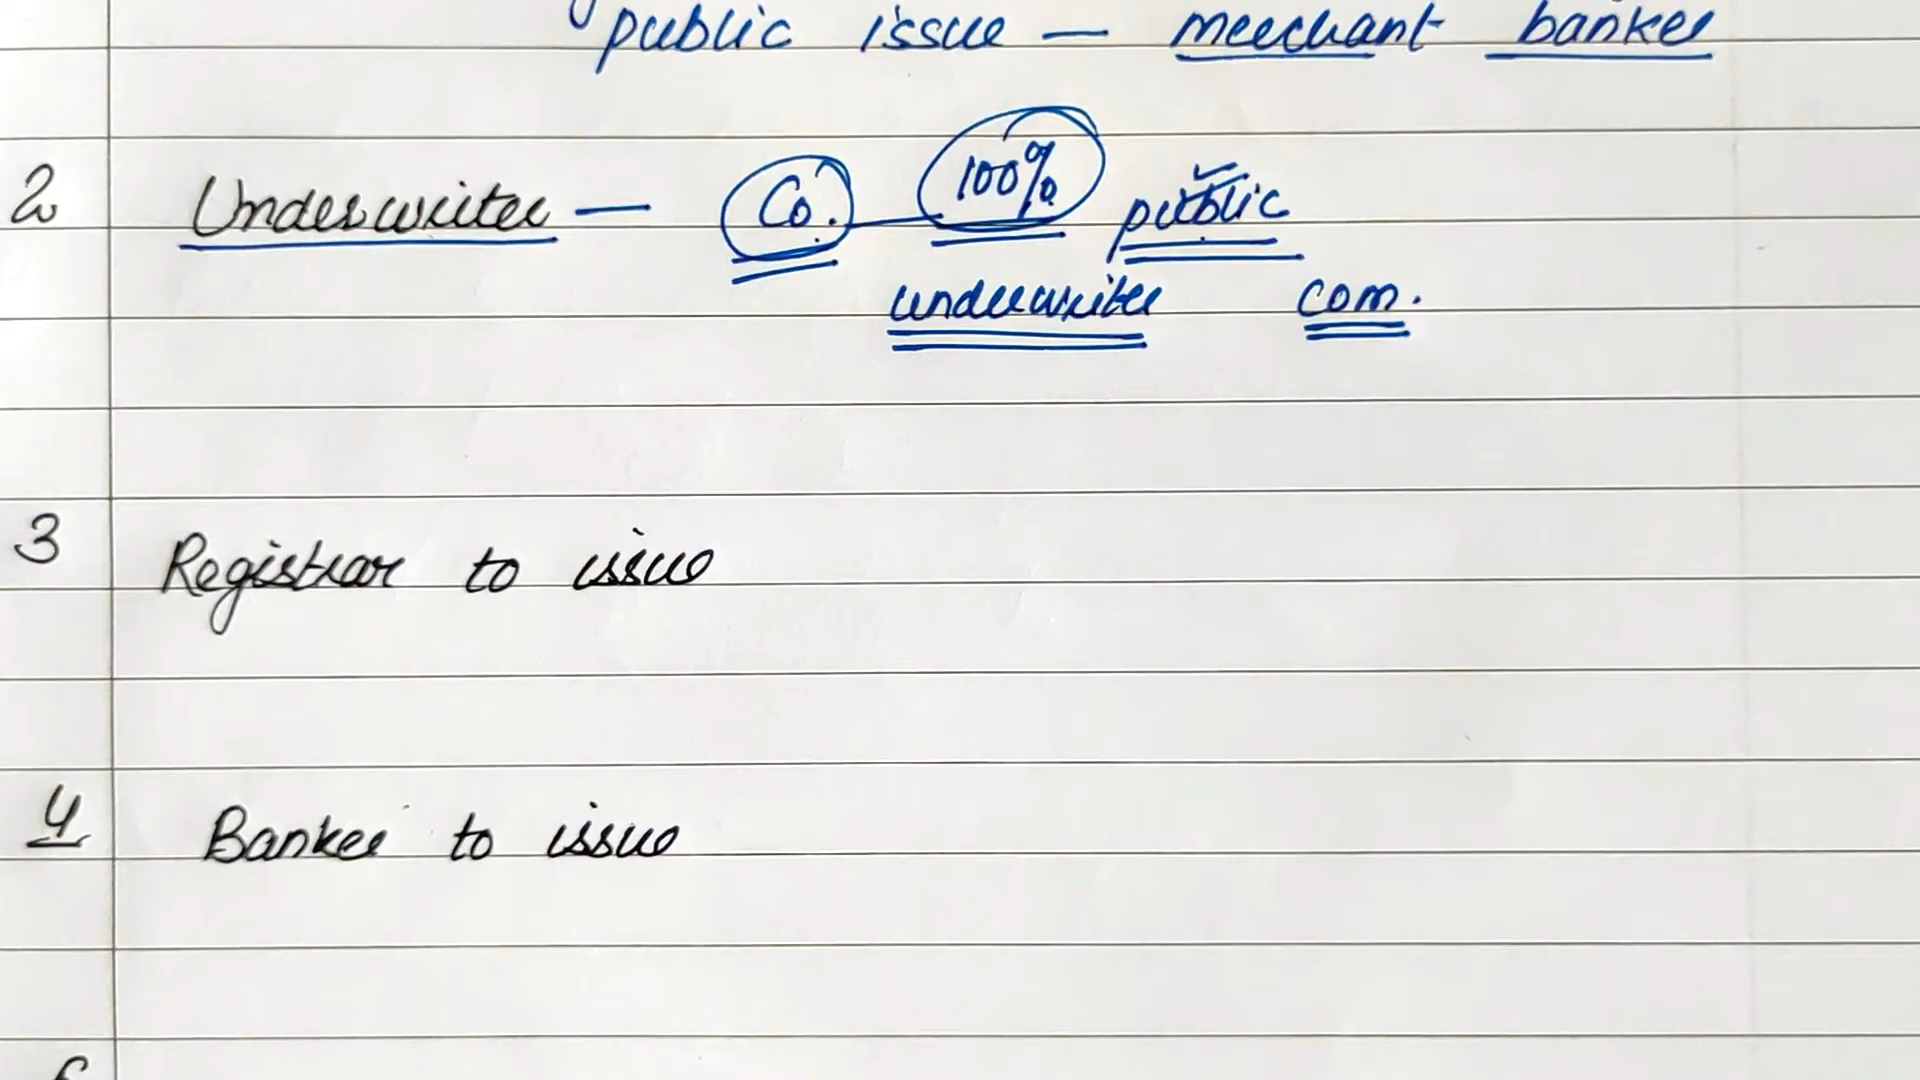 public issue — merchant banker
2 Underwriter — Co. 100% public
underwriter com.
3 Registrar to issue
4 Banker to issue